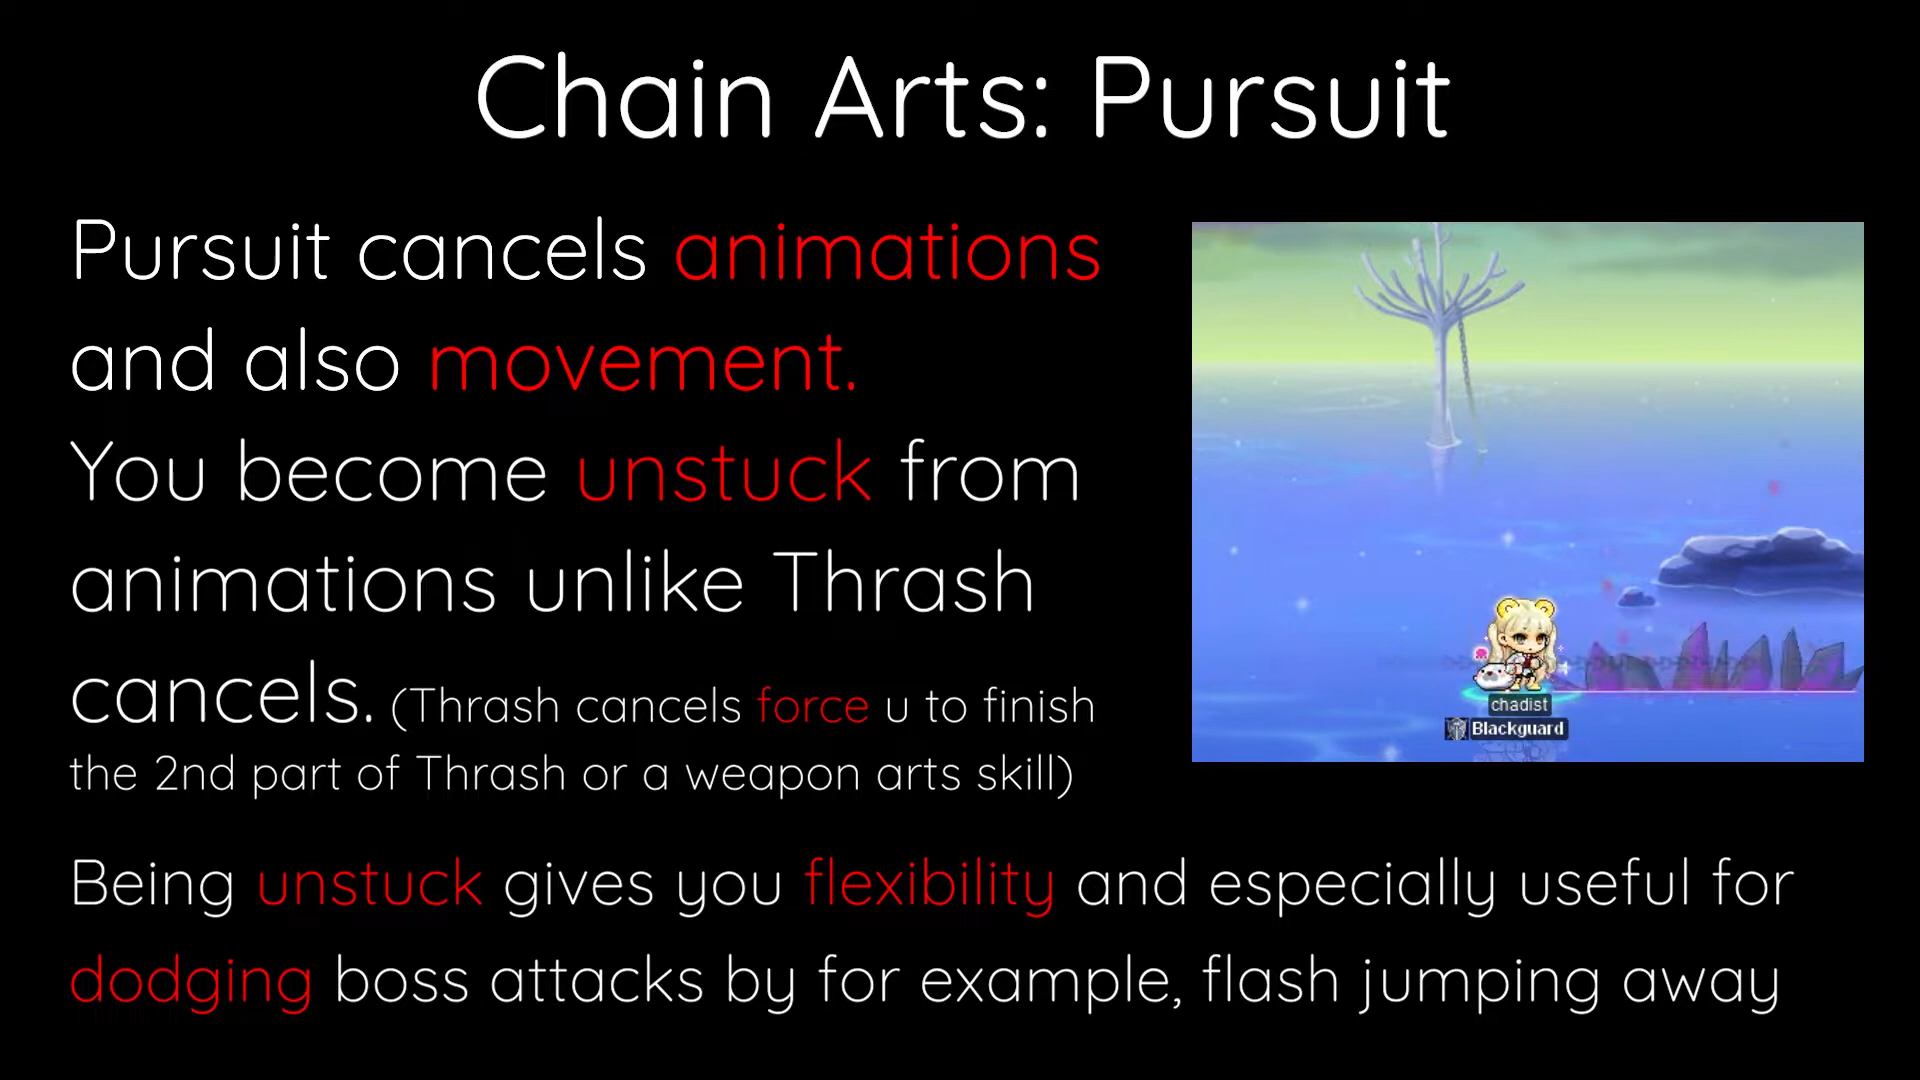 Chain Arts: Pursuit
Pursuit cancels animations
and also movement.
You become unstuck from
animations unlike Thrash
cancels. (Thrash cancels force u to finish
the 2nd part of Thrash or a weapon arts skill)
chadist
Blackguard
Being unstuck gives you flexibility and especially useful for
dodging boss attacks by for example, flash jumping away